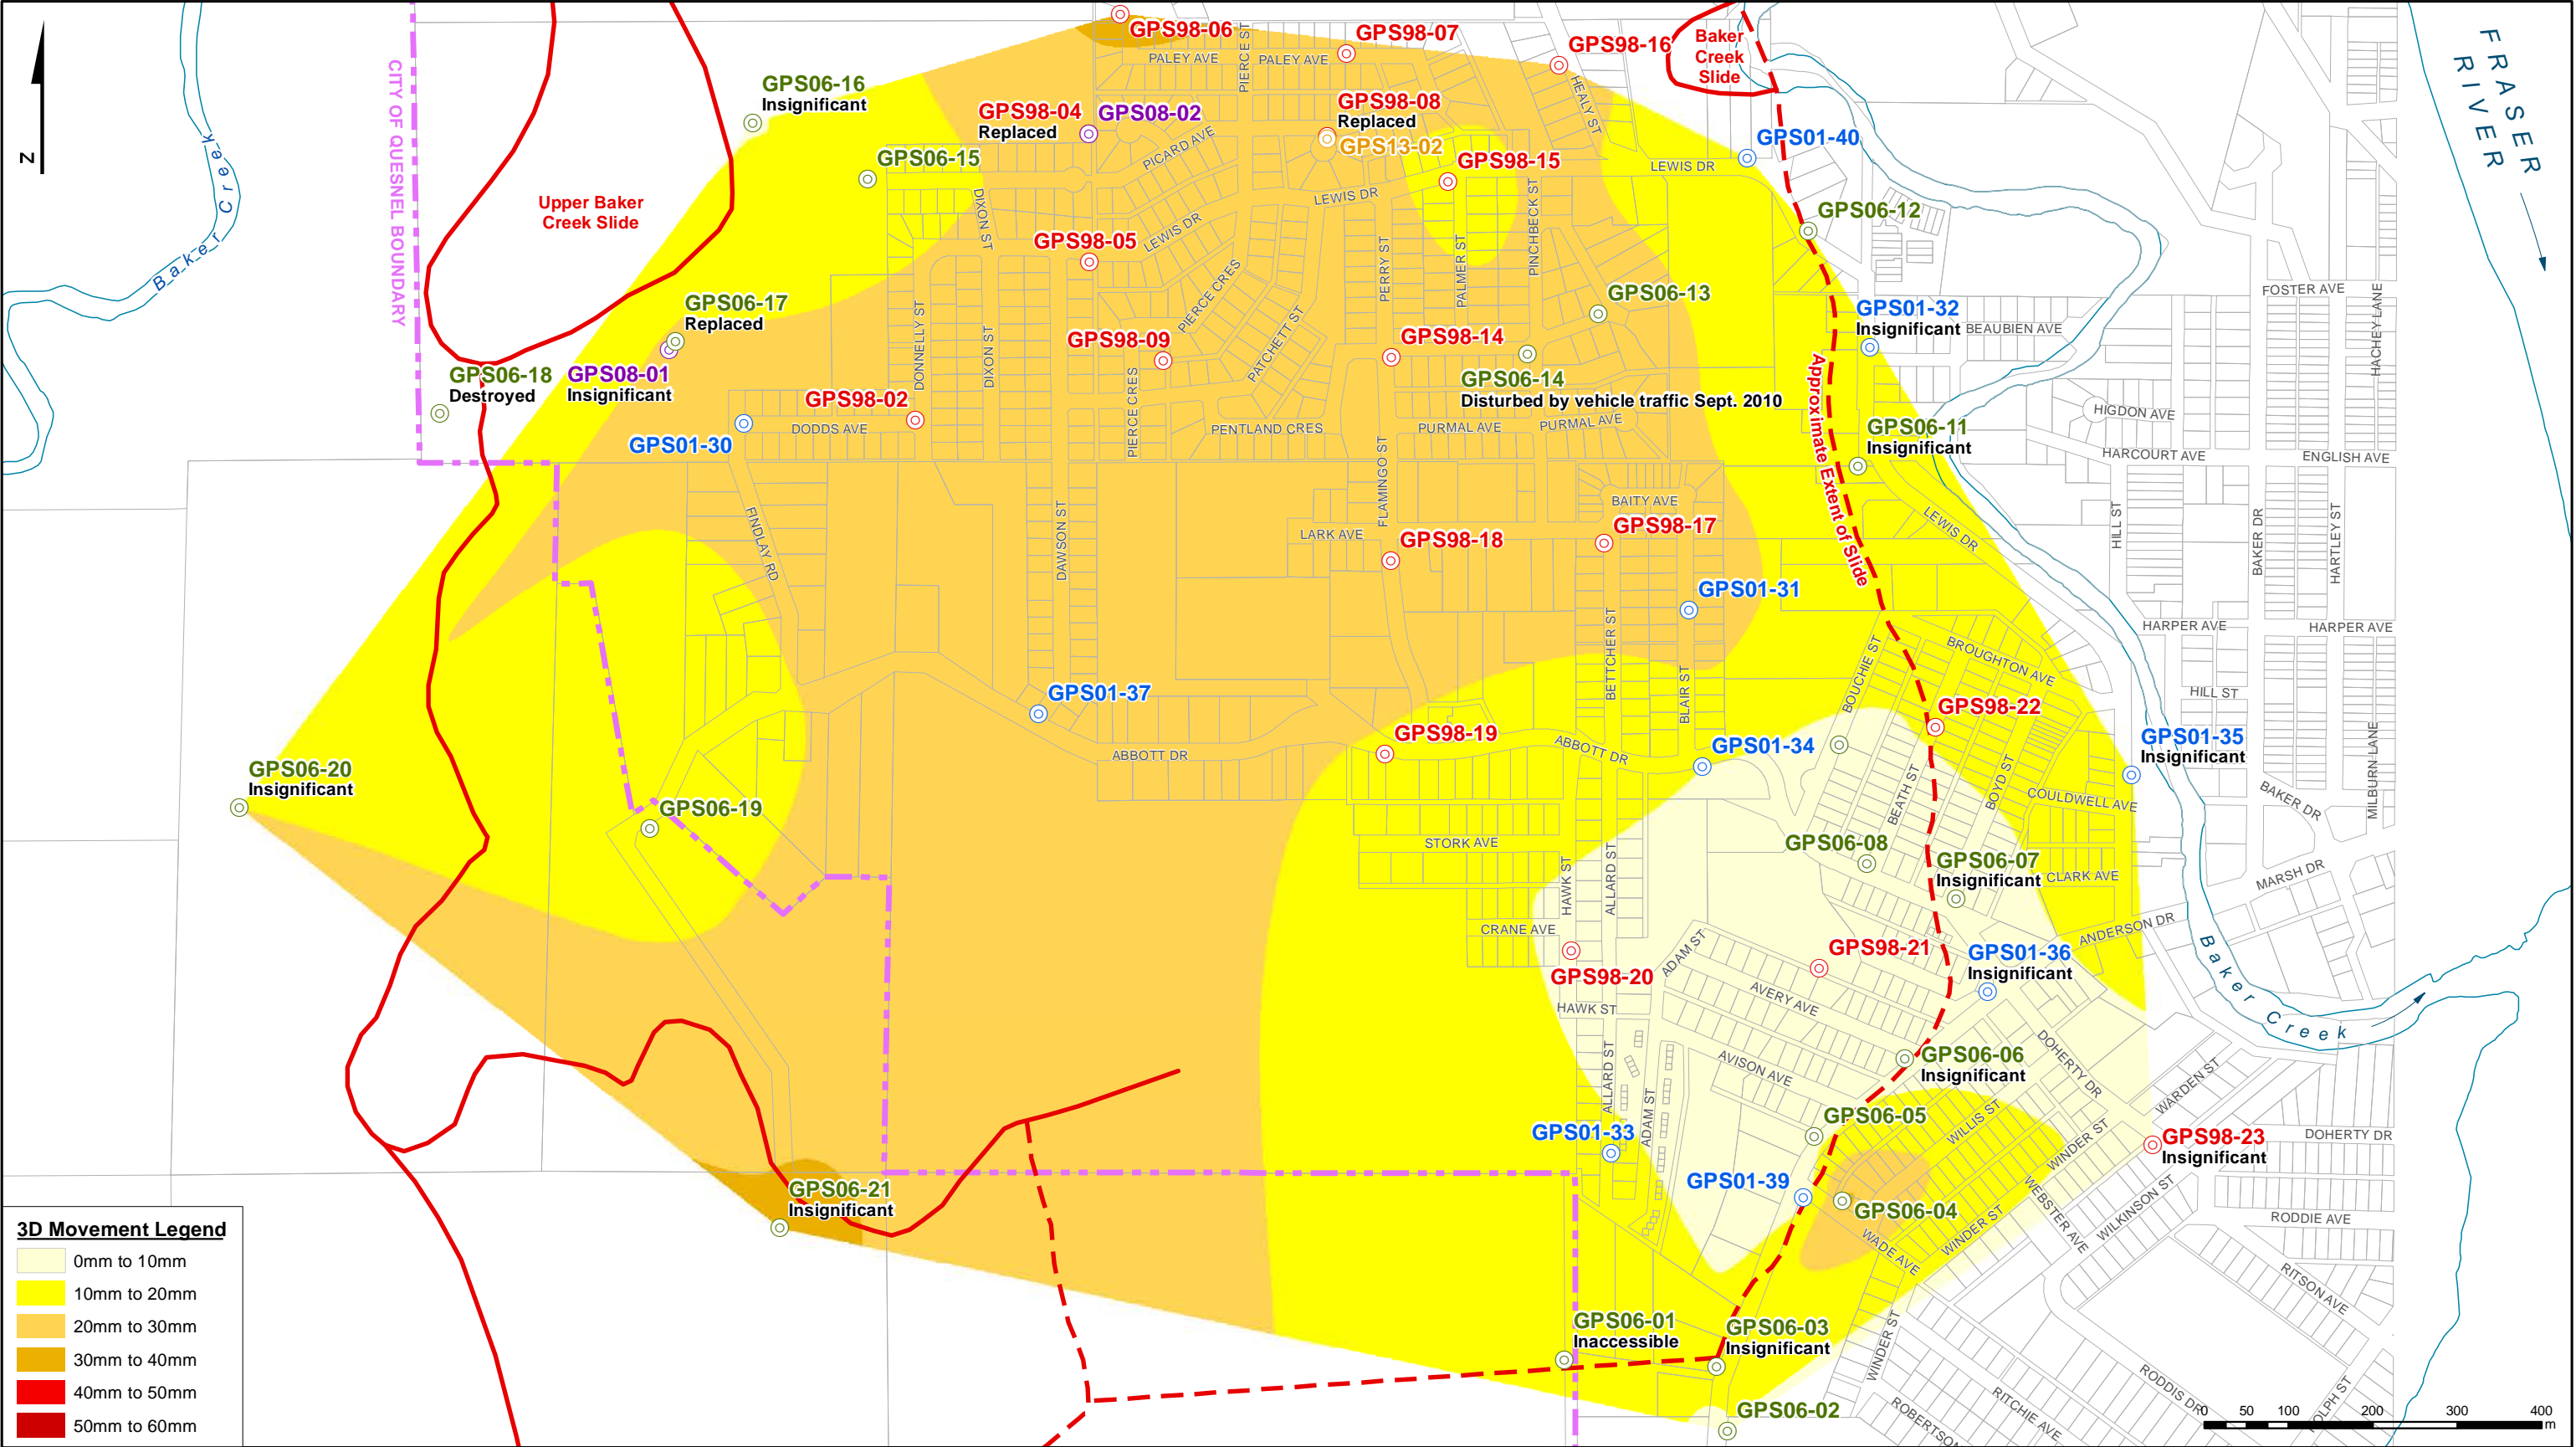 GPS98-06
GPS98-07
GPS98-16
Baker
Creek
Slide
FRASER
RIVER
N
CITY OF QUESNEL BOUNDARY
Baker Creek
GPS06-16
Insignificant
PIERCE ST
PALEY AVE
PALEY AVE
HEALY ST
GPS98-04
Replaced
GPS08-02
GPS98-08
Replaced
GPS13-02
PICARD AVE
GPS06-15
GPS98-15
GPS01-40
LEWIS DR
LEWIS DR
Upper Baker
Creek Slide
DIXON ST
LEWIS DR
GPS98-05
PERRY ST
PALMER ST
PINCHBECK ST
GPS06-12
PIERCE CRES
GPS06-13
FOSTER AVE
GPS06-17
Replaced
GPS01-32
Insignificant
BEAUBIEN AVE
HACHEY LANE
DONNELLY ST
DIXON ST
GPS98-09
PATCHETT ST
GPS98-14
GPS06-18
Destroyed
GPS08-01
Insignificant
GPS06-14
Disturbed by vehicle traffic Sept. 2010
Approximate Extent of Slide
GPS98-02
PIERCE CRES
GPS01-30
DODDS AVE
PENTLAND CRES
PURMAL AVE
PURMAL AVE
HIGDON AVE
GPS06-11
Insignificant
HARCOURT AVE
ENGLISH AVE
FLAMINGO ST
FINDLAY RD
DAWSON ST
BAITY AVE
LARK AVE
GPS98-18
GPS98-17
LEWIS DR
HILL ST
BAKER DR
HARTLEY ST
GPS01-31
BETTCHER ST
BLAIR ST
BOUCHIE ST
BROUGHTON AVE
HARPER AVE
HARPER AVE
GPS01-37
HILL ST
GPS98-22
GPS98-19
ABBOTT DR
ABBOTT DR
GPS01-34
GPS01-35
Insignificant
MILBURN LANE
BEATH ST
BOYD ST
COULDWELL AVE
BAKER DR
GPS06-20
Insignificant
GPS06-19
STORK AVE
HAWK ST
ALLARD ST
GPS06-08
GPS06-07
Insignificant
CLARK AVE
MARSH DR
CRANE AVE
ANDERSON DR
ADAM ST
GPS98-20
GPS98-21
GPS01-36
Insignificant
HAWK ST
AVERY AVE
Baker Creek
ALLARD ST
ADAM ST
AVISON AVE
GPS06-06
Insignificant
DOHERTY DR
WARDEN ST
GPS06-05
WILLIS ST
WINDER ST
GPS01-33
GPS98-23
Insignificant
DOHERTY DR
GPS01-39
GPS06-04
WEBSTER AVE
WILKINSON ST
GPS06-21
Insignificant
WADE AVE
WINDER ST
RODDIE AVE
RITSON AVE
GPS06-01
Inaccessible
GPS06-03
Insignificant
WINDER ST
RODDIS DR
RITCHIE AVE
GPS06-02
3D Movement Legend
0mm to 10mm
10mm to 20mm
20mm to 30mm
30mm to 40mm
40mm to 50mm
50mm to 60mm
0 50 100 200 300 400
m